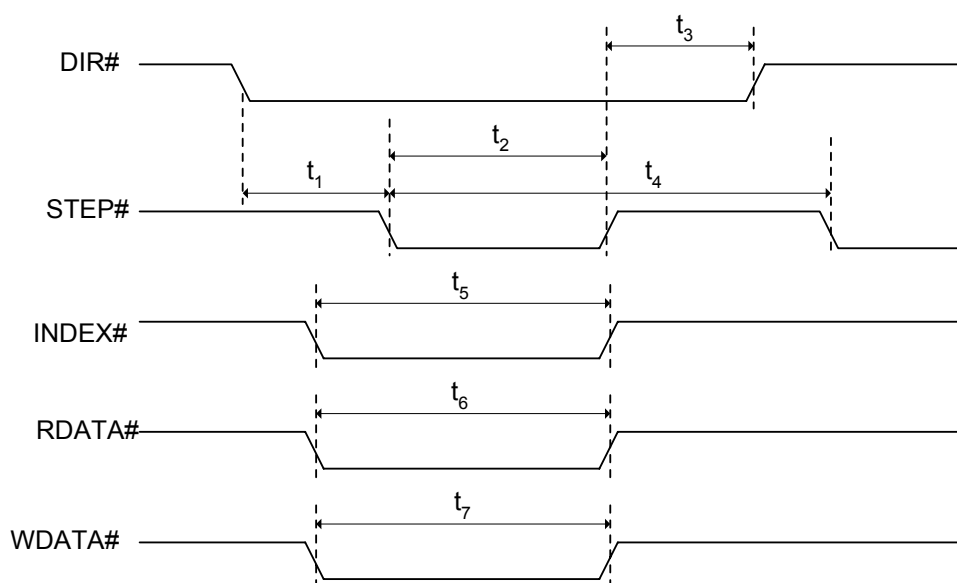 t₃
DIR#
t₂
t₁
t₄
STEP#
t₅
INDEX#
t₆
RDATA#
t₇
WDATA#